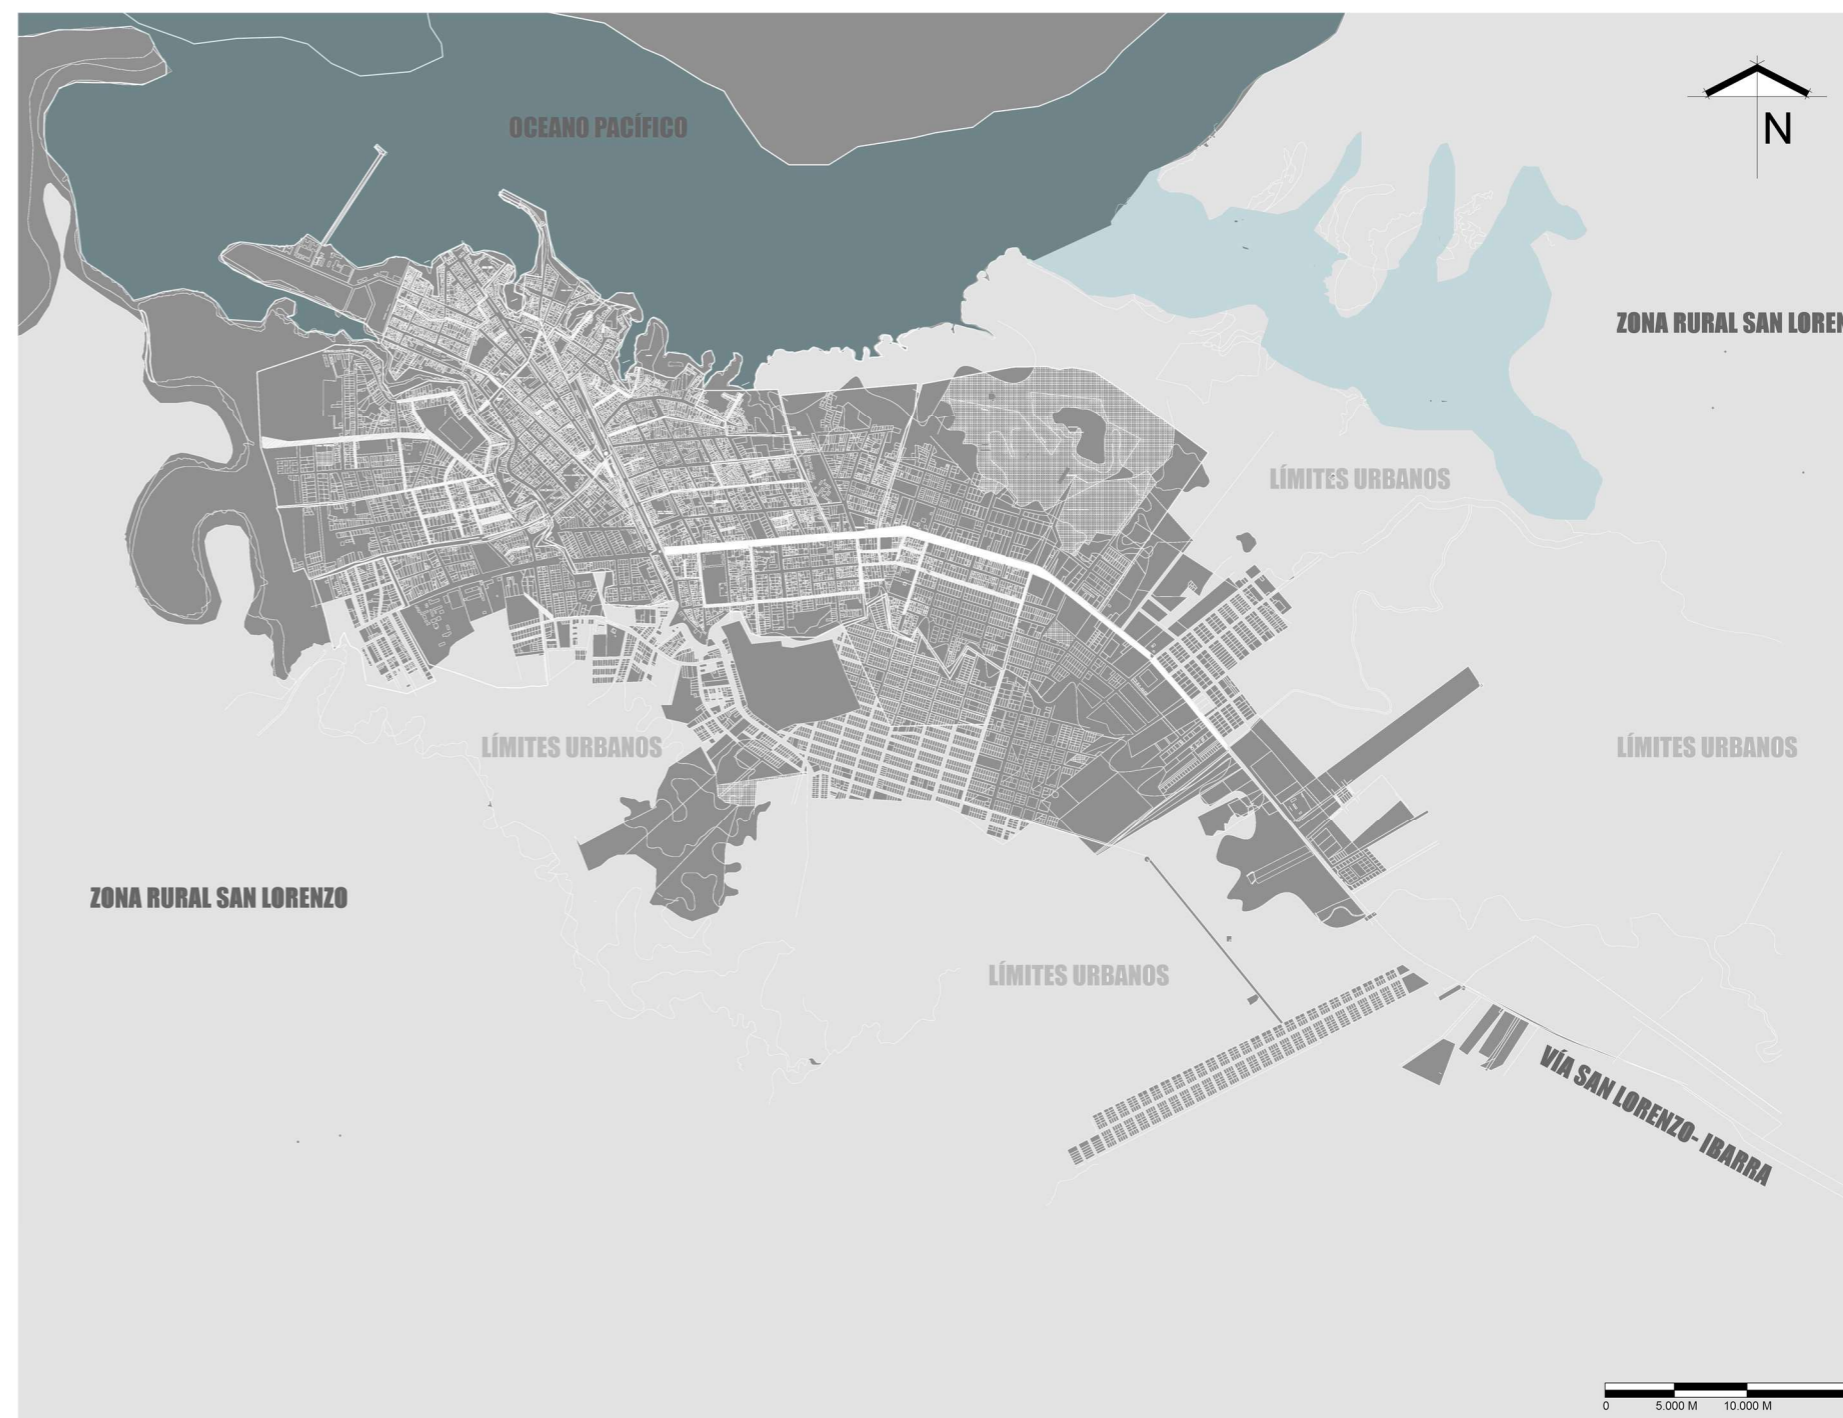 OCEANO PACÍFICO
N
ZONA RURAL SAN LOREN
LÍMITES URBANOS
LÍMITES URBANOS
LÍMITES URBANOS
ZONA RURAL SAN LORENZO
LÍMITES URBANOS
VÍA SAN LORENZO- IBARRA
0 5.000 M 10.000 M